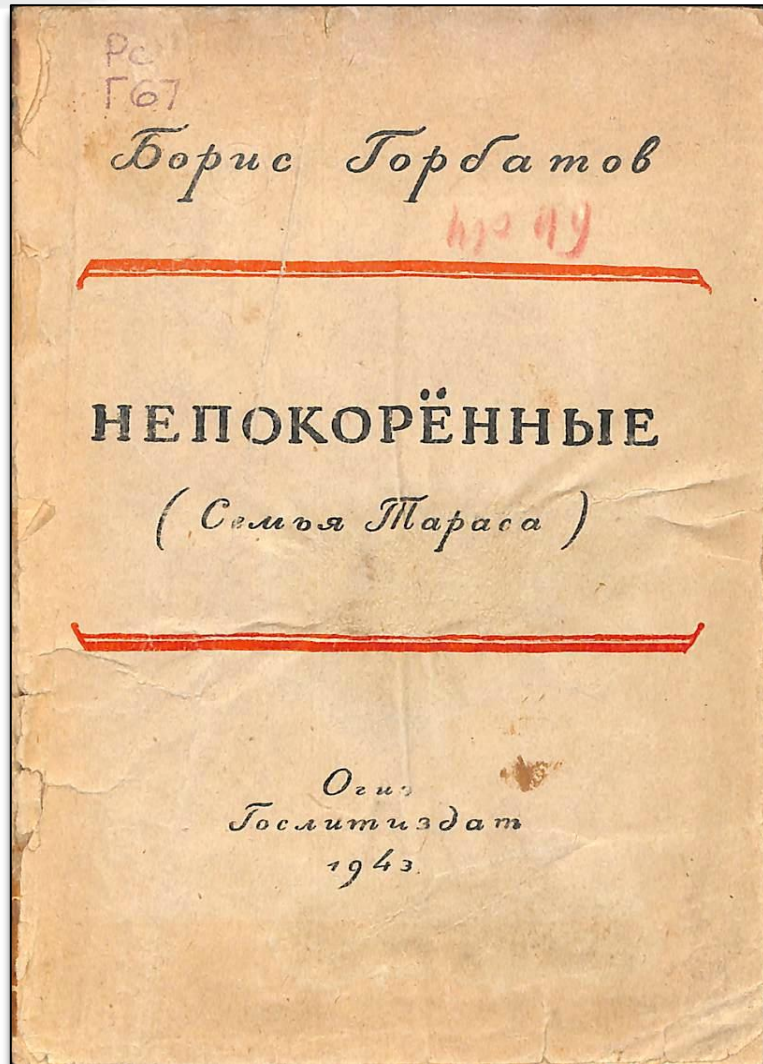 Рс
Г67
Борис Горбатов
НЕПОКОРЁННЫЕ
(Семья Тараса)
Огиз
Гослитиздат
1943